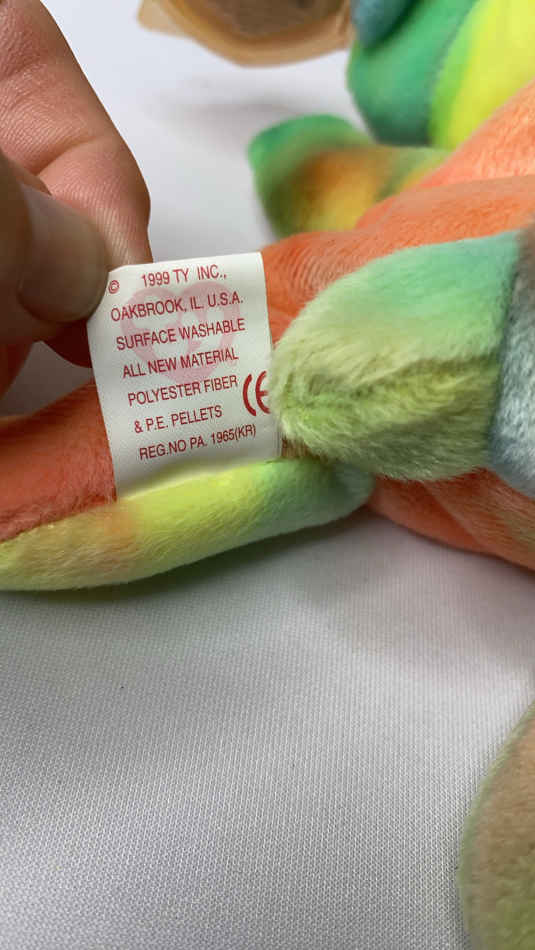 © 1999 TY INC.,
OAKBROOK, IL. U.S.A.
SURFACE WASHABLE
ALL NEW MATERIAL
POLYESTER FIBER
& P.E. PELLETS CE
REG.NO PA. 1965(KR)